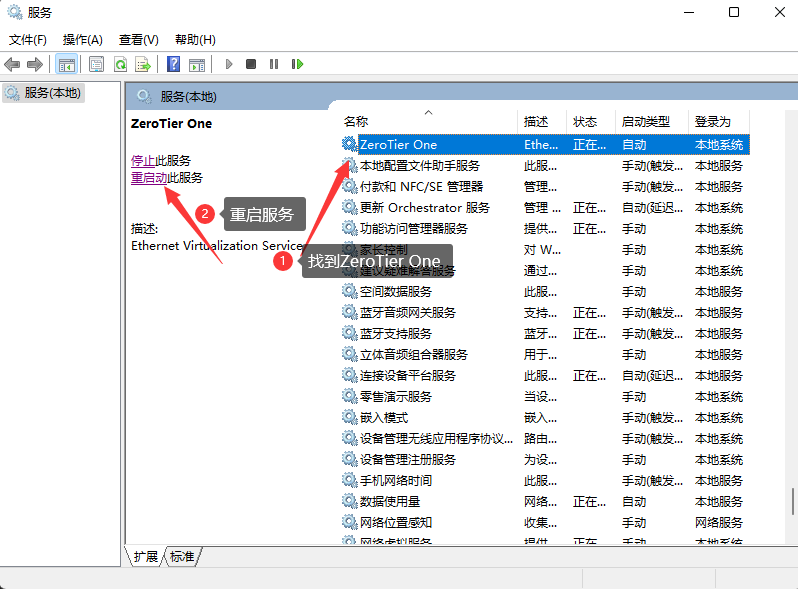 服务
文件(F) 操作(A) 查看(V) 帮助(H)
服务(本地)
服务(本地)
ZeroTier One
停止此服务
重启动此服务
2 重启服务
描述:
Ethernet Virtualization Service
1 找到ZeroTier One
名称 描述 状态 启动类型 登录为
ZeroTier One Ethe... 正在... 自动 本地系统
本地配置文件助手服务 此服... 手动(触发... 本地系统
付款和 NFC/SE 管理器 管理... 手动(触发... 本地服务
更新 Orchestrator 服务 管理 ... 正在... 自动(延迟... 本地系统
功能访问管理器服务 提供... 正在... 手动 本地系统
家长控制 对 W... 手动 本地系统
建议疑难解答服务 通过... 手动 本地系统
空间数据服务 此服... 手动 本地服务
蓝牙音频网关服务 支持... 正在... 手动(触发... 本地服务
蓝牙支持服务 蓝牙... 正在... 手动(触发... 本地服务
立体音频组合器服务 用于... 手动 本地服务
连接设备平台服务 此服... 正在... 自动(延迟... 本地服务
零售演示服务 当设... 手动 本地系统
嵌入模式 嵌入... 手动(触发... 本地系统
设备管理无线应用程序协议... 路由... 手动(触发... 本地系统
设备管理注册服务 为设... 手动 本地系统
手机网络时间 此服... 手动(触发... 本地服务
数据使用量 网络... 正在... 自动 本地服务
网络位置感知 收集... 手动 网络服务
网络虚拟服务 提供... 正在... 手动 本地系统
扩展 标准